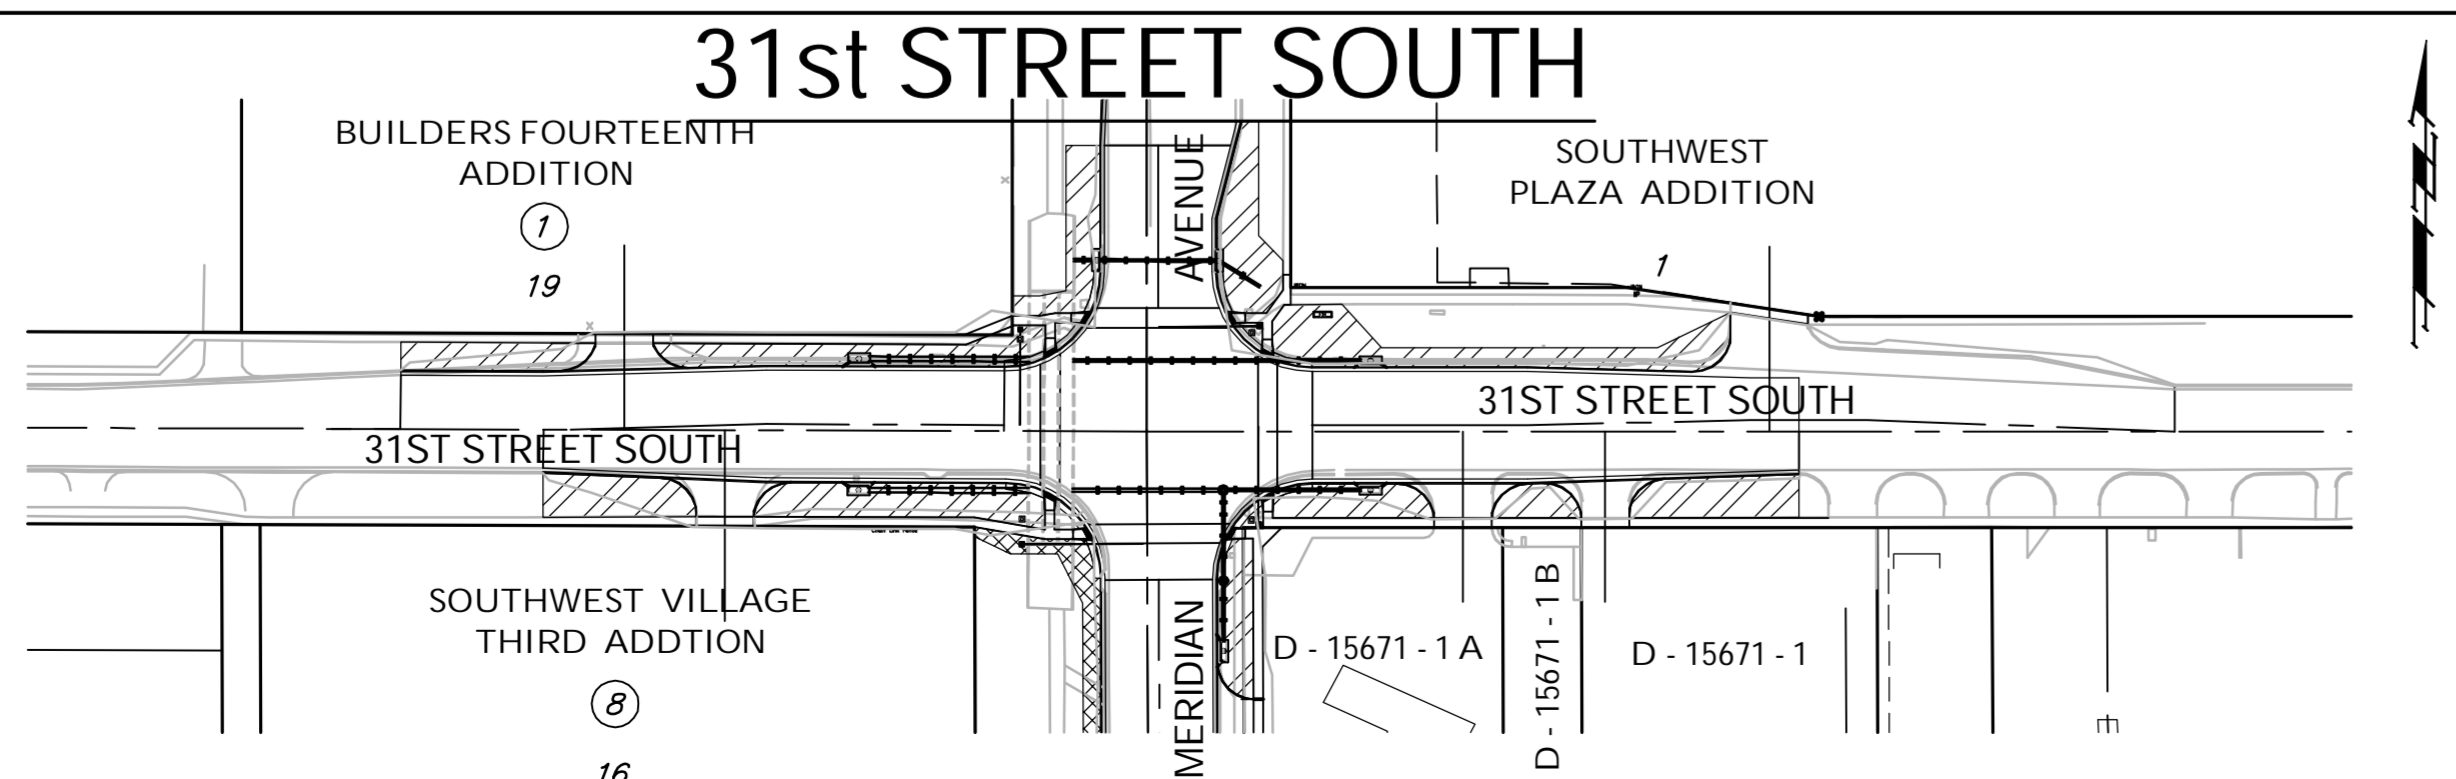 31st STREET SOUTH
BUILDERS FOURTEENTH
ADDITION
1
19
AVENUE
SOUTHWEST
PLAZA ADDITION
1
31ST STREET SOUTH
31ST STREET SOUTH
SOUTHWEST VILLAGE
THIRD ADDTION
8
16
MERIDIAN
D - 15671 - 1 A
D - 15671 - 1 B
D - 15671 - 1